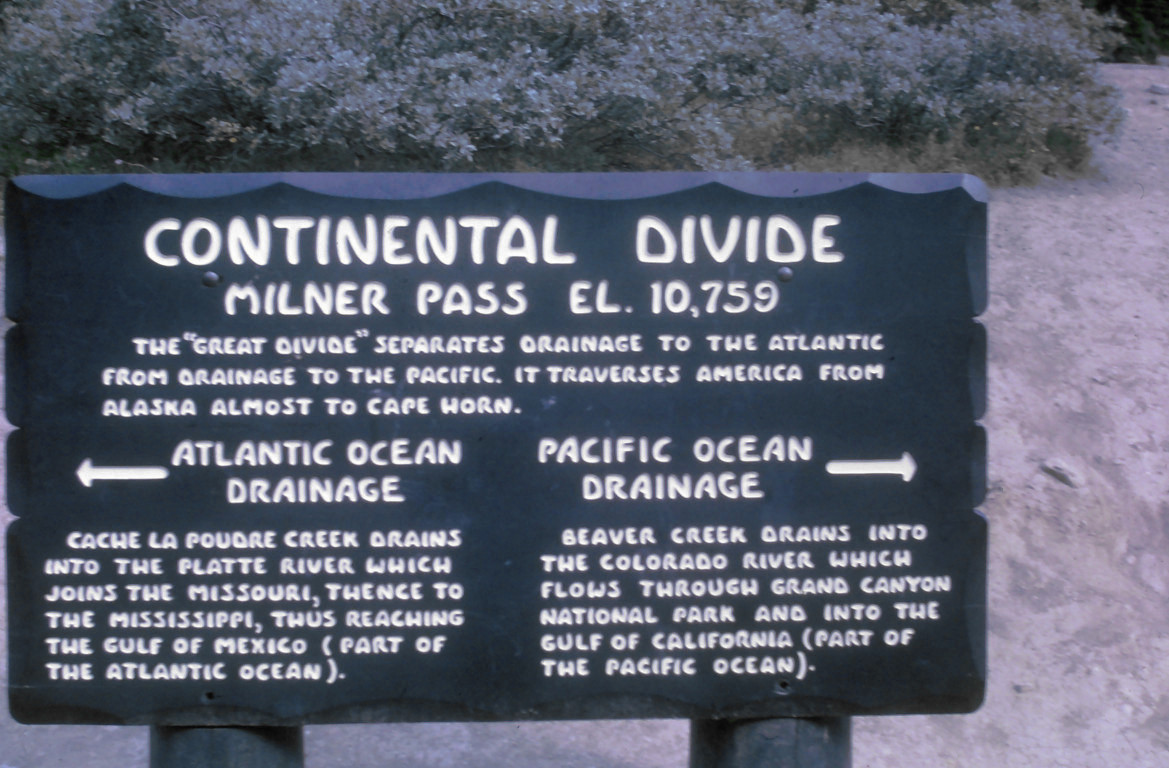 CONTINENTAL DIVIDE
MILNER PASS EL. 10,759
THE "GREAT DIVIDE" SEPARATES DRAINAGE TO THE ATLANTIC
FROM DRAINAGE TO THE PACIFIC. IT TRAVERSES AMERICA FROM
ALASKA ALMOST TO CAPE HORN.
ATLANTIC OCEAN
DRAINAGE
CACHE LA POUDRE CREEK DRAINS
INTO THE PLATTE RIVER WHICH
JOINS THE MISSOURI, THENCE TO
THE MISSISSIPPI, THUS REACHING
THE GULF OF MEXICO (PART OF
THE ATLANTIC OCEAN).
PACIFIC OCEAN
DRAINAGE
BEAVER CREEK DRAINS INTO
THE COLORADO RIVER WHICH
FLOWS THROUGH GRAND CANYON
NATIONAL PARK AND INTO THE
GULF OF CALIFORNIA (PART OF
THE PACIFIC OCEAN).